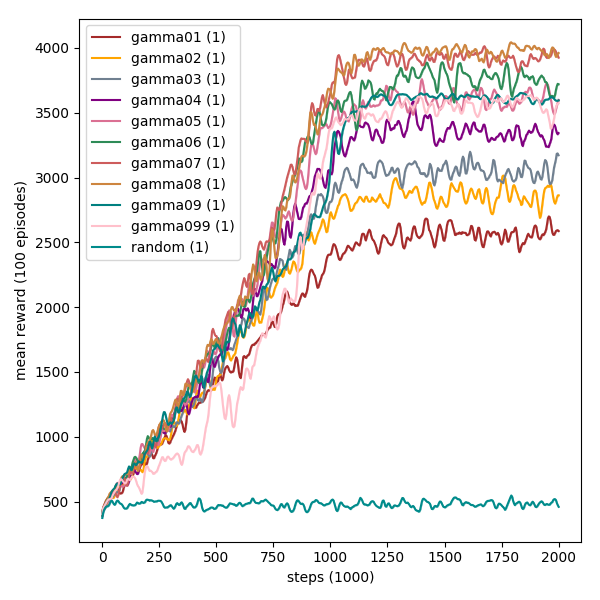 gamma01 (1)
gamma02 (1)
gamma03 (1)
gamma04 (1)
gamma05 (1)
gamma06 (1)
gamma07 (1)
gamma08 (1)
gamma09 (1)
gamma099 (1)
random (1)
mean reward (100 episodes)
4000
3500
3000
2500
2000
1500
1000
500
0
250
500
750
1000
1250
1500
1750
2000
steps (1000)